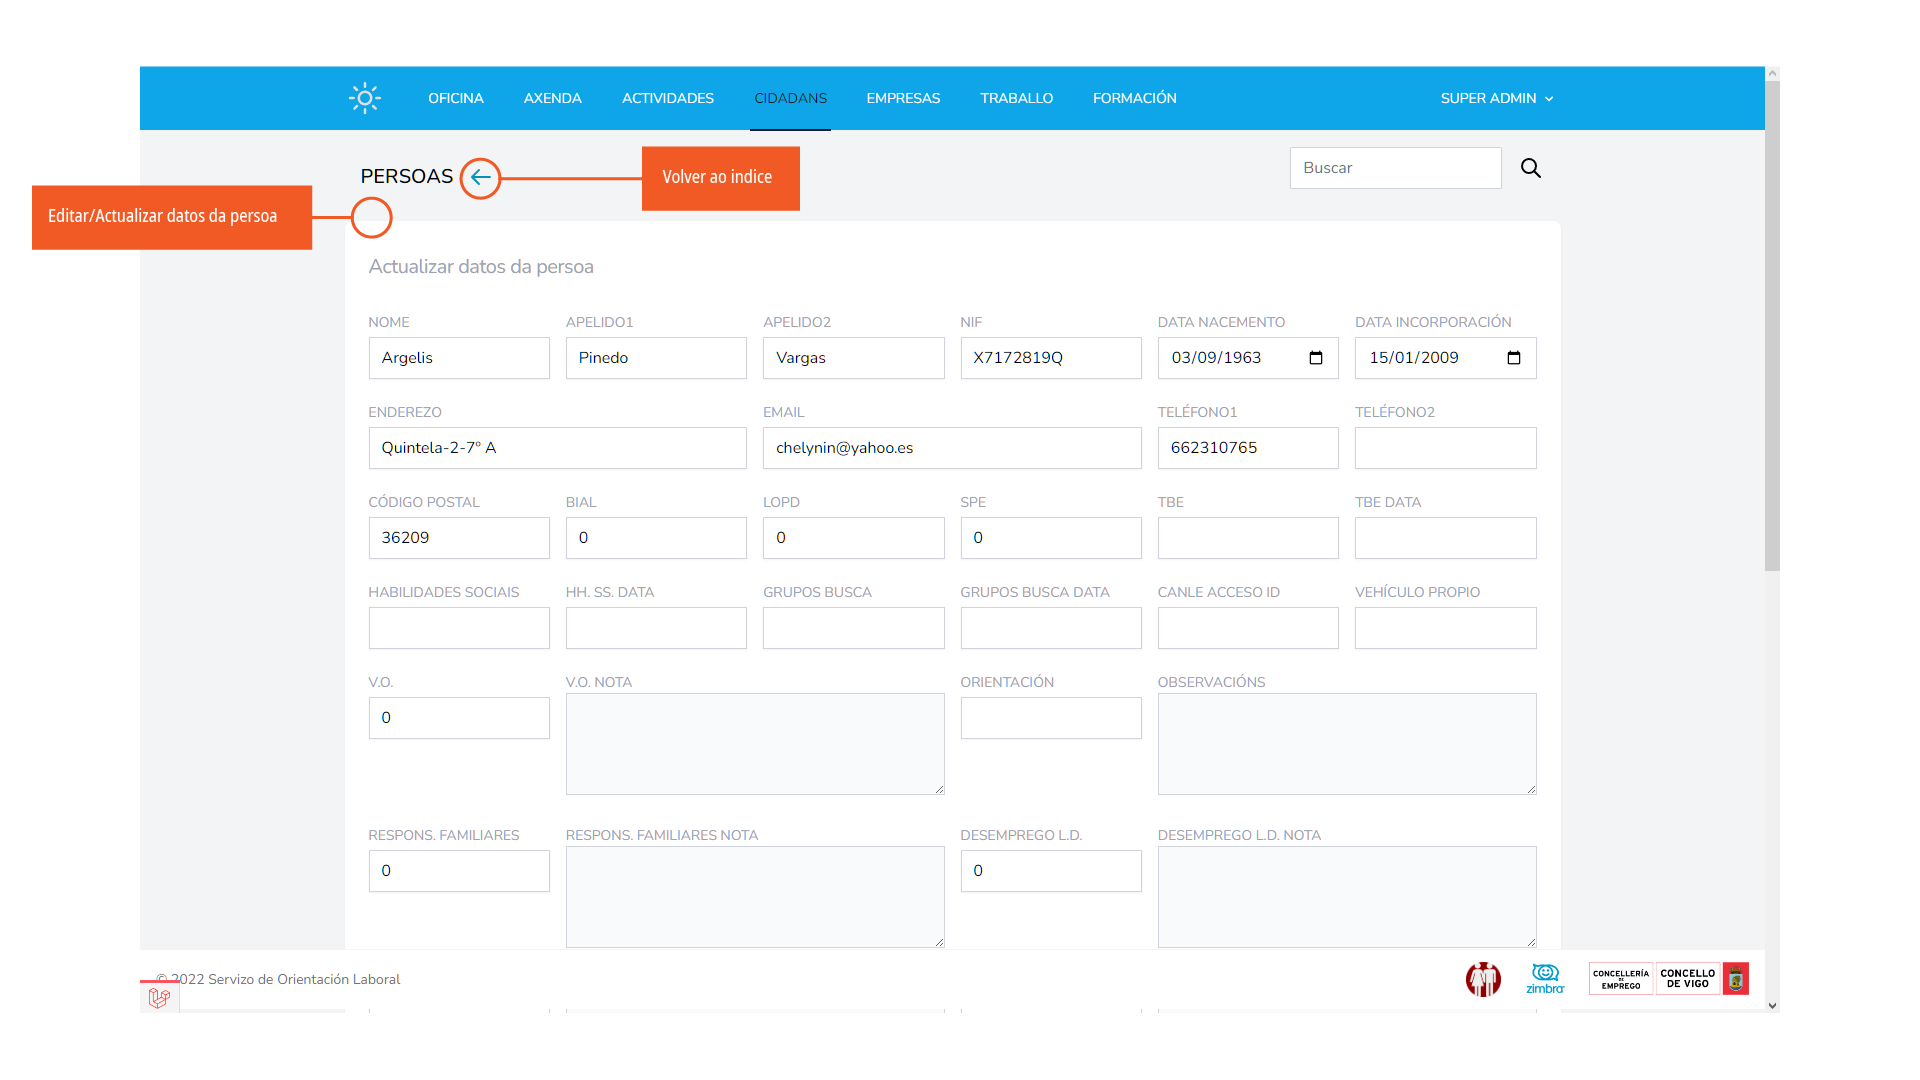 OFICINA AXENDA ACTIVIDADES CIDADANS EMPRESAS TRABALLO FORMACIÓN SUPER ADMIN
PERSOAS
Volver ao indice
Buscar
Editar/Actualizar datos da persoa
Actualizar datos da persoa
NOME APELIDO1 APELIDO2 NIF DATA NACEMENTO DATA INCORPORACIÓN
Argelis Pinedo Vargas X7172819Q 03/09/1963 15/01/2009
ENDEREZO EMAIL TELÉFONO1 TELÉFONO2
Quintela-2-7º A chelynin@yahoo.es 662310765
CÓDIGO POSTAL BIAL LOPD SPE TBE TBE DATA
36209 0 0 0
HABILIDADES SOCIAIS HH. SS. DATA GRUPOS BUSCA GRUPOS BUSCA DATA CANLE ACCESO ID VEHÍCULO PROPIO
V.O. V.O. NOTA ORIENTACIÓN OBSERVACIÓNS
0
RESPONS. FAMILIARES RESPONS. FAMILIARES NOTA DESEMPREGO L.D. DESEMPREGO L.D. NOTA
0 0
© 2022 Servizo de Orientación Laboral
zimbra
CONCELLERÍA
DE
EMPREGO
CONCELLO
DE VIGO